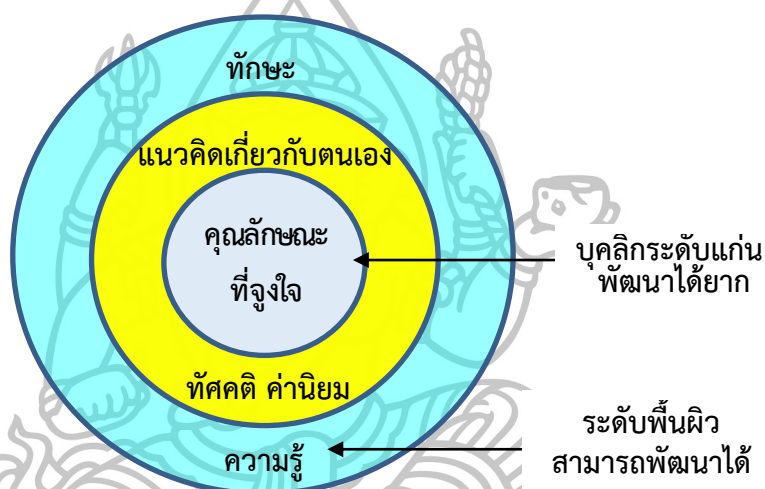 ทักษะ
แนวคิดเกี่ยวกับตนเอง
คุณลักษณะ
ที่จูงใจ
บุคลิกระดับแก่น
พัฒนาได้ยาก
ทัศคติ ค่านิยม
ความรู้
ระดับพื้นผิว
สามารถพัฒนาได้